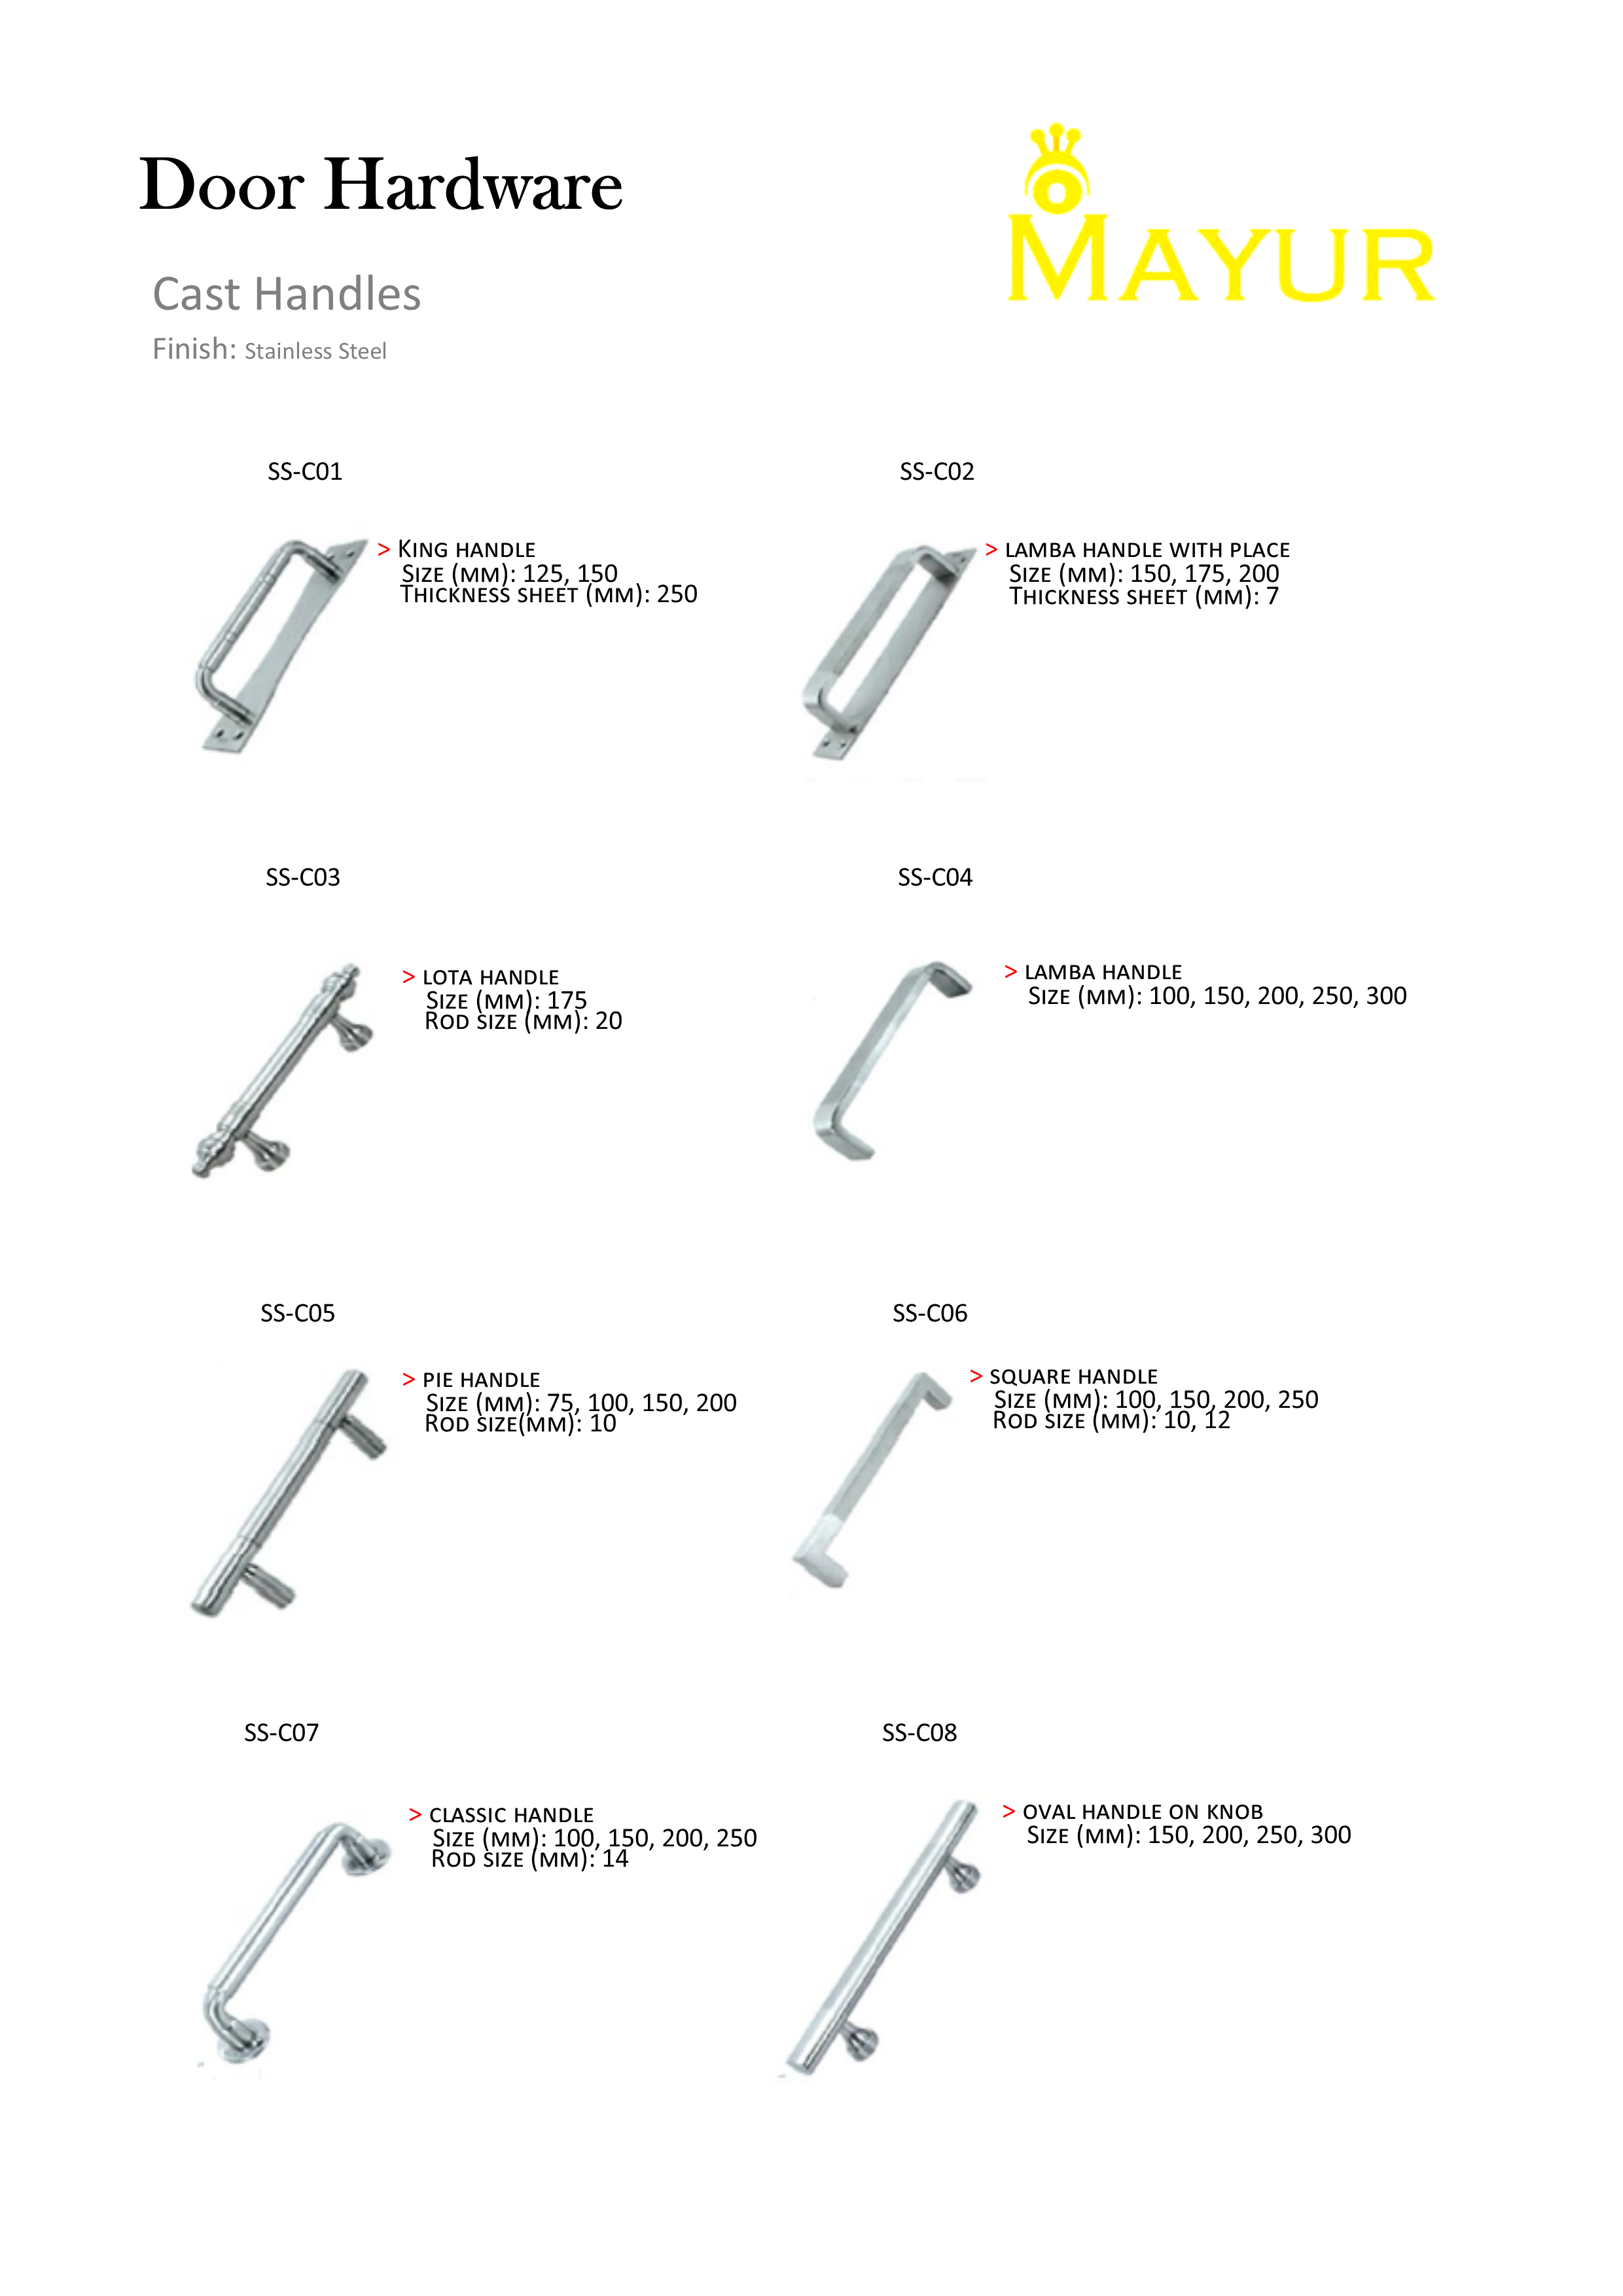 Door Hardware
MAYUR
Cast Handles
Finish: Stainless Steel
SS-C01
SS-C02
> KING HANDLE
SIZE (MM): 125, 150
THICKNESS SHEET (MM): 250
> LAMBA HANDLE WITH PLACE
SIZE (MM): 150, 175, 200
THICKNESS SHEET (MM): 7
SS-C03
SS-C04
> LOTA HANDLE
SIZE (MM): 175
ROD SIZE (MM): 20
> LAMBA HANDLE
SIZE (MM): 100, 150, 200, 250, 300
SS-C05
SS-C06
> PIE HANDLE
SIZE (MM): 75, 100, 150, 200
ROD SIZE(MM): 10
> SQUARE HANDLE
SIZE (MM): 100, 150, 200, 250
ROD SIZE (MM): 10, 12
SS-C07
SS-C08
> CLASSIC HANDLE
SIZE (MM): 100, 150, 200, 250
ROD SIZE (MM): 14
> OVAL HANDLE ON KNOB
SIZE (MM): 150, 200, 250, 300